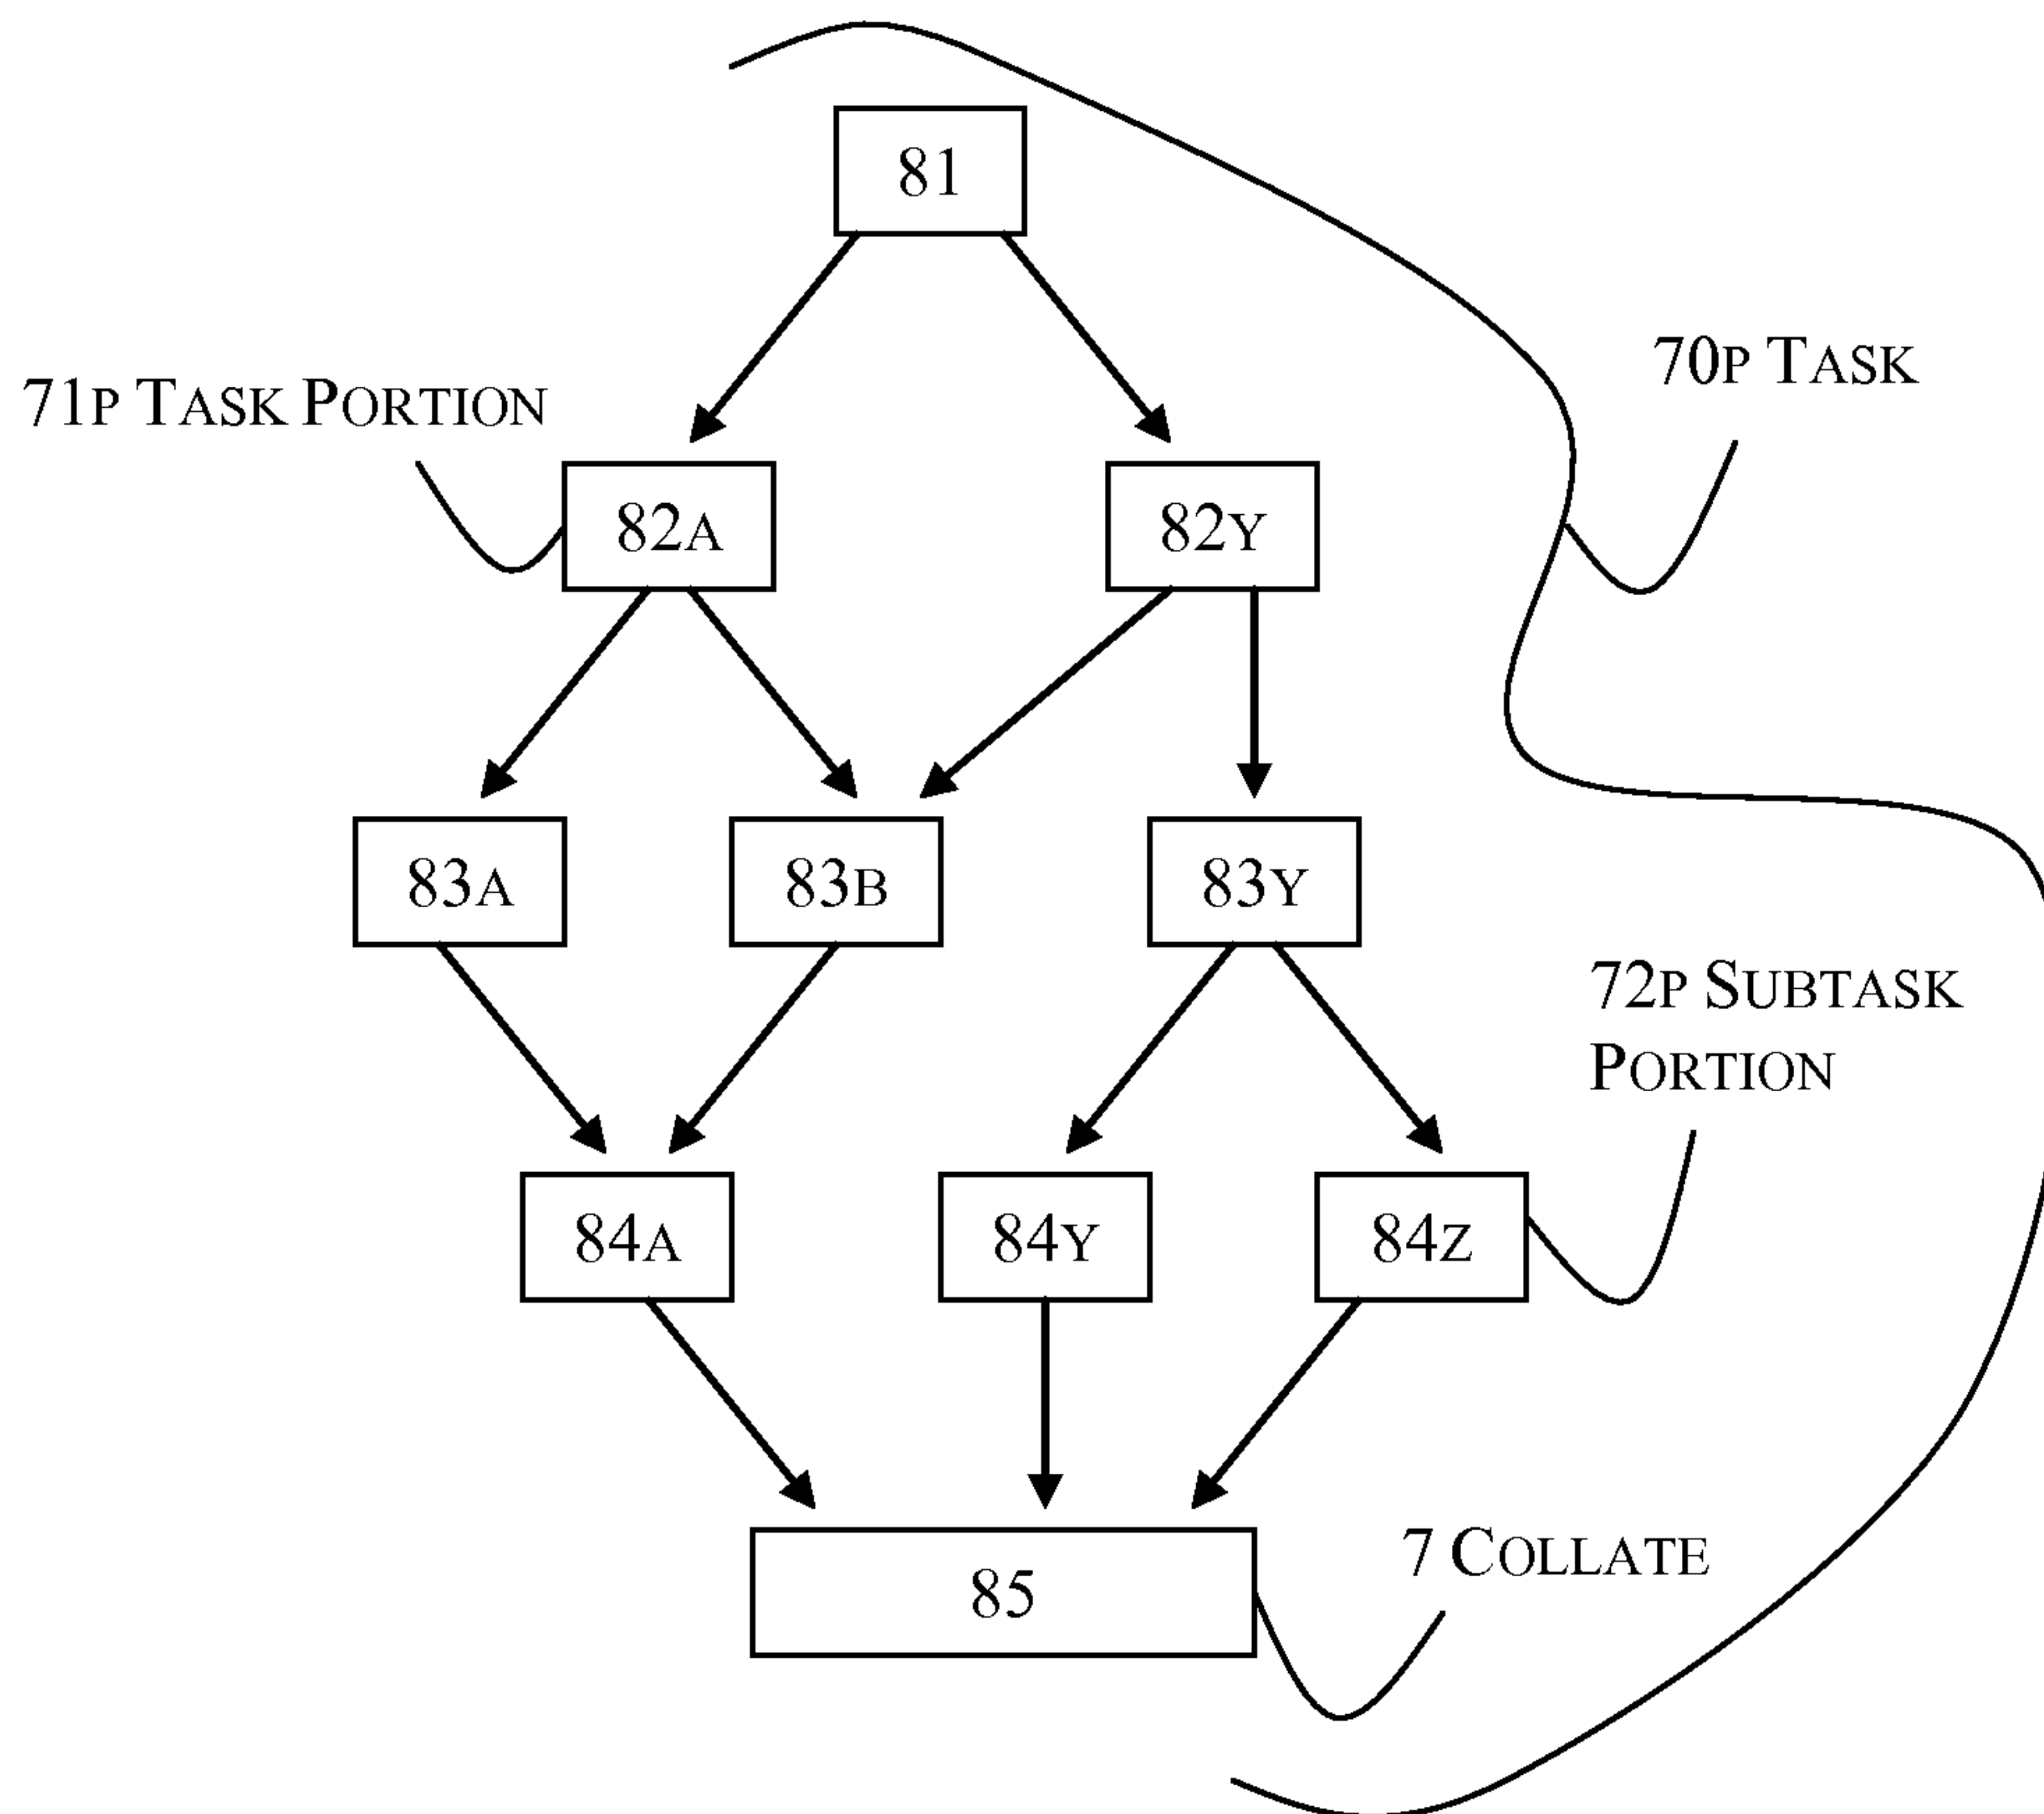 81
70P TASK
71P TASK PORTION
82A
82Y
83A
83B
83Y
72P SUBTASK
PORTION
84A
84Y
84Z
7 COLLATE
85